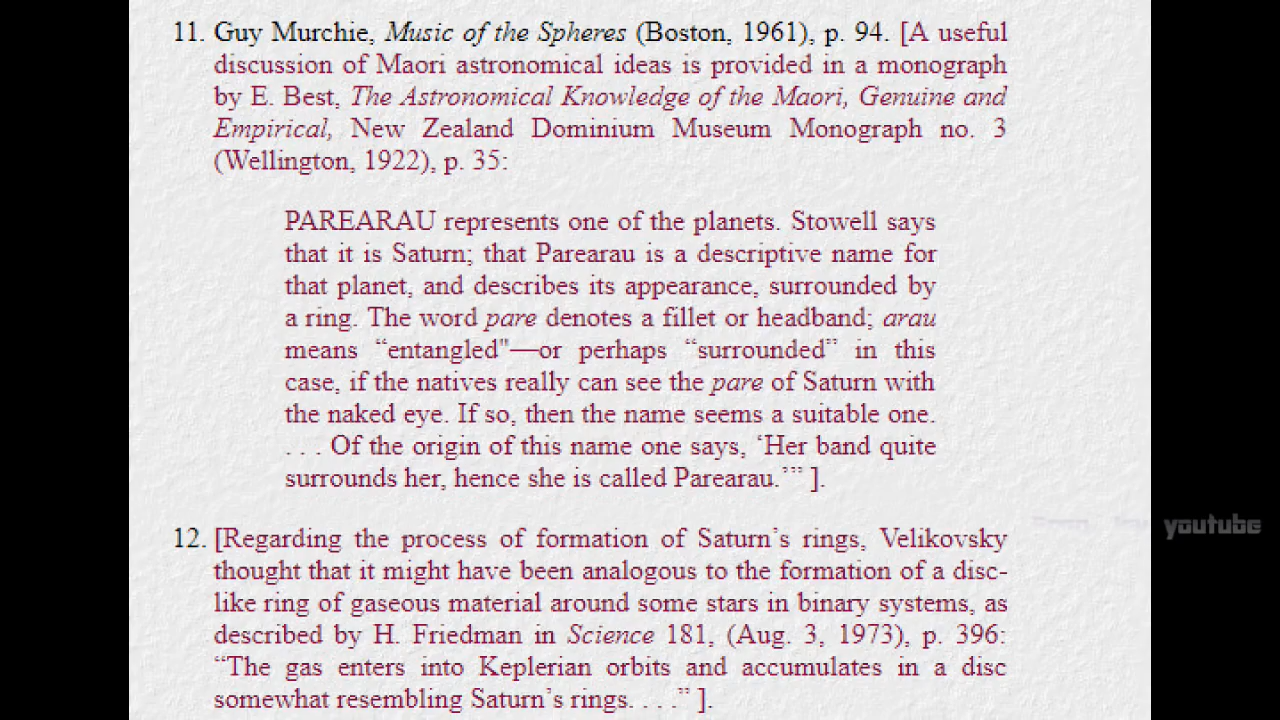 11. Guy Murchie, Music of the Spheres (Boston, 1961), p. 94. [A useful
discussion of Maori astronomical ideas is provided in a monograph
by E. Best, The Astronomical Knowledge of the Maori, Genuine and
Empirical, New Zealand Dominium Museum Monograph no. 3
(Wellington, 1922), p. 35:
PAREARAU represents one of the planets. Stowell says
that it is Saturn; that Parearau is a descriptive name for
that planet, and describes its appearance, surrounded by
a ring. The word pare denotes a fillet or headband; arau
means “entangled"—or perhaps “surrounded” in this
case, if the natives really can see the pare of Saturn with
the naked eye. If so, then the name seems a suitable one.
. . . Of the origin of this name one says, ‘Her band quite
surrounds her, hence she is called Parearau.’”” ].
12. [Regarding the process of formation of Saturn’s rings, Velikovsky
thought that it might have been analogous to the formation of a disc-
like ring of gaseous material around some stars in binary systems, as
described by H. Friedman in Science 181, (Aug. 3, 1973), p. 396:
“The gas enters into Keplerian orbits and accumulates in a disc
somewhat resembling Saturn’s rings. . . .” ].
youtube